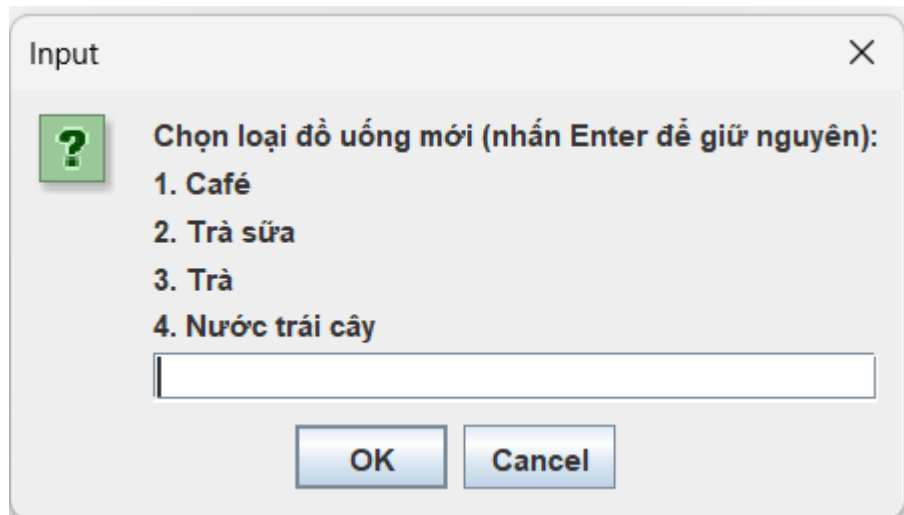 Input
?
Chọn loại đồ uống mới (nhấn Enter để giữ nguyên):
1. Café
2. Trà sữa
3. Trà
4. Nước trái cây
OK Cancel